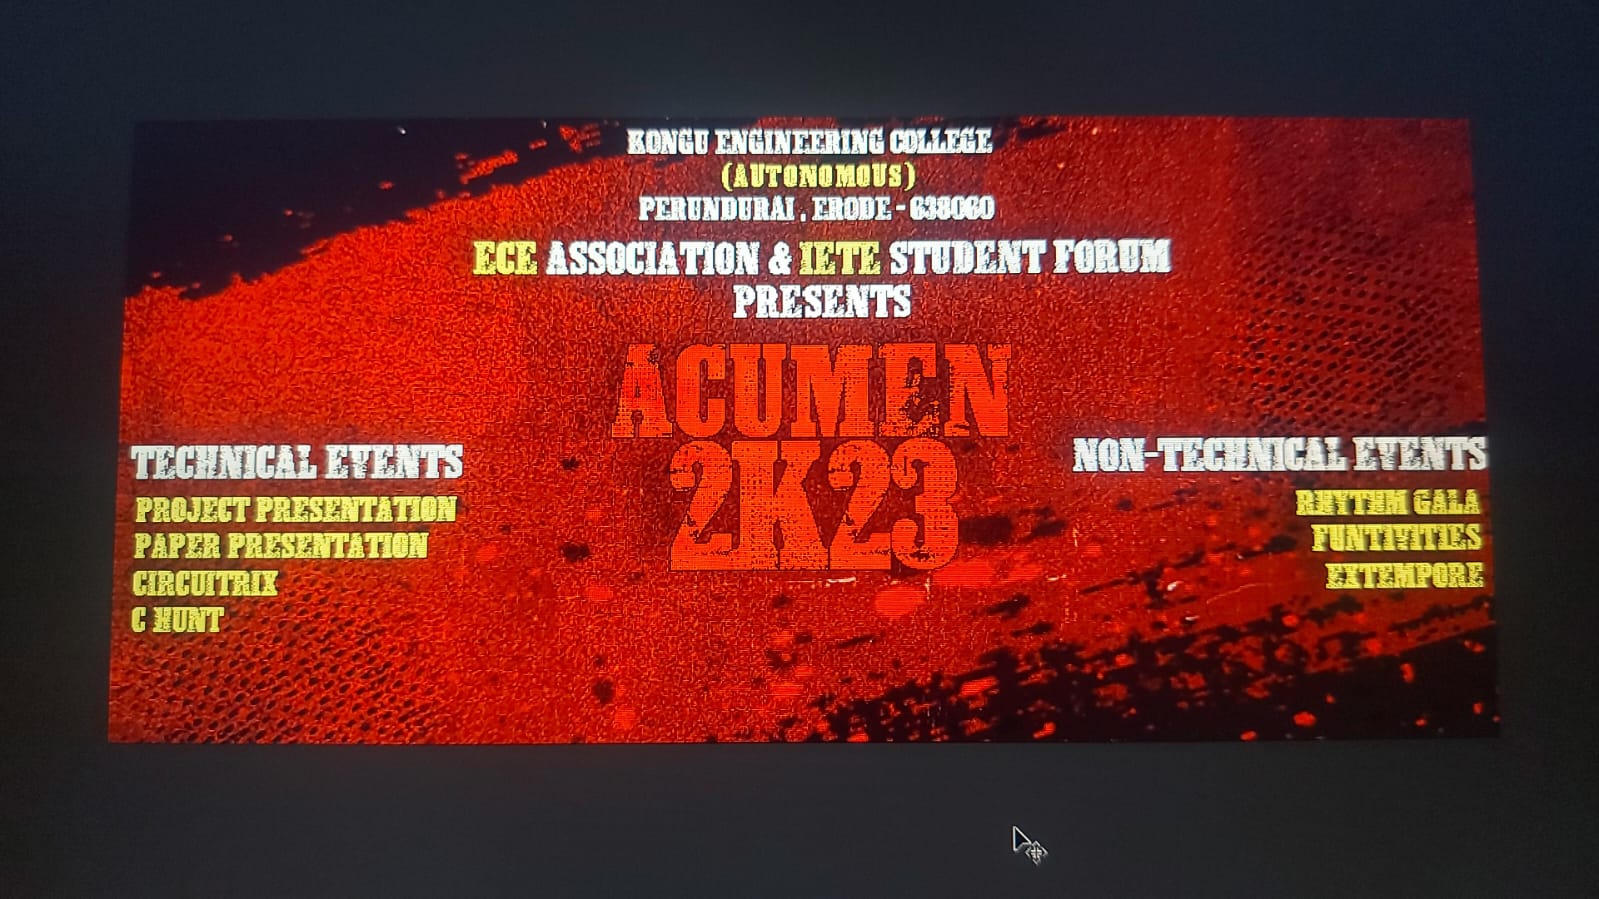 KONGU ENGINEERING COLLEGE
(AUTONOMOUS)
PERUNDURAI , ERODE - 638060
ECE ASSOCIATION & IETE STUDENT FORUM
PRESENTS
ACUMEN
2K23
TECHNICAL EVENTS
PROJECT PRESENTATION
PAPER PRESENTATION
CIRCUITRIX
C HUNT
NON-TECHNICAL EVENTS
RHYTHM GALA
FUNTIVITIES
EXTEMPORE